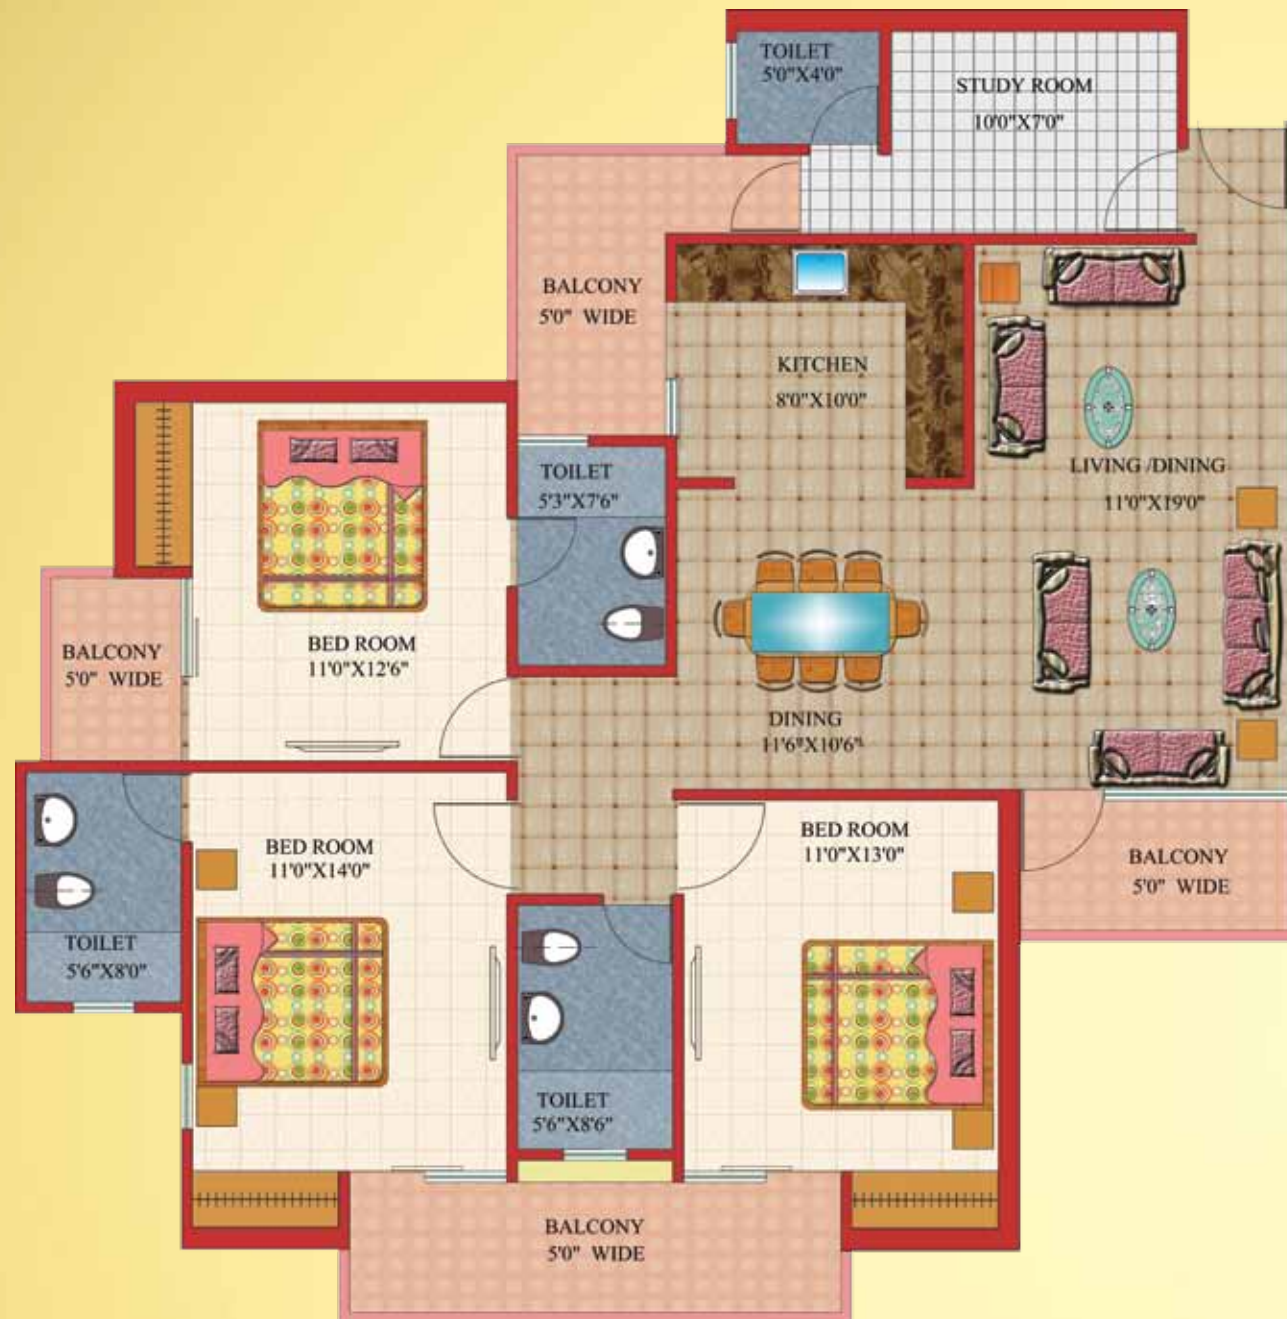 TOILET
5'0"X4'0"
STUDY ROOM
10'0"X7'0"
BALCONY
5'0" WIDE
KITCHEN
8'0"X10'0"
LIVING /DINING
11'0"X19'0"
TOILET
5'3"X7'6"
BED ROOM
11'0"X12'6"
BALCONY
5'0" WIDE
DINING
11'6"X10'6"
BED ROOM
11'0"X14'0"
BED ROOM
11'0"X13'0"
BALCONY
5'0" WIDE
TOILET
5'6"X8'0"
TOILET
5'6"X8'6"
BALCONY
5'0" WIDE